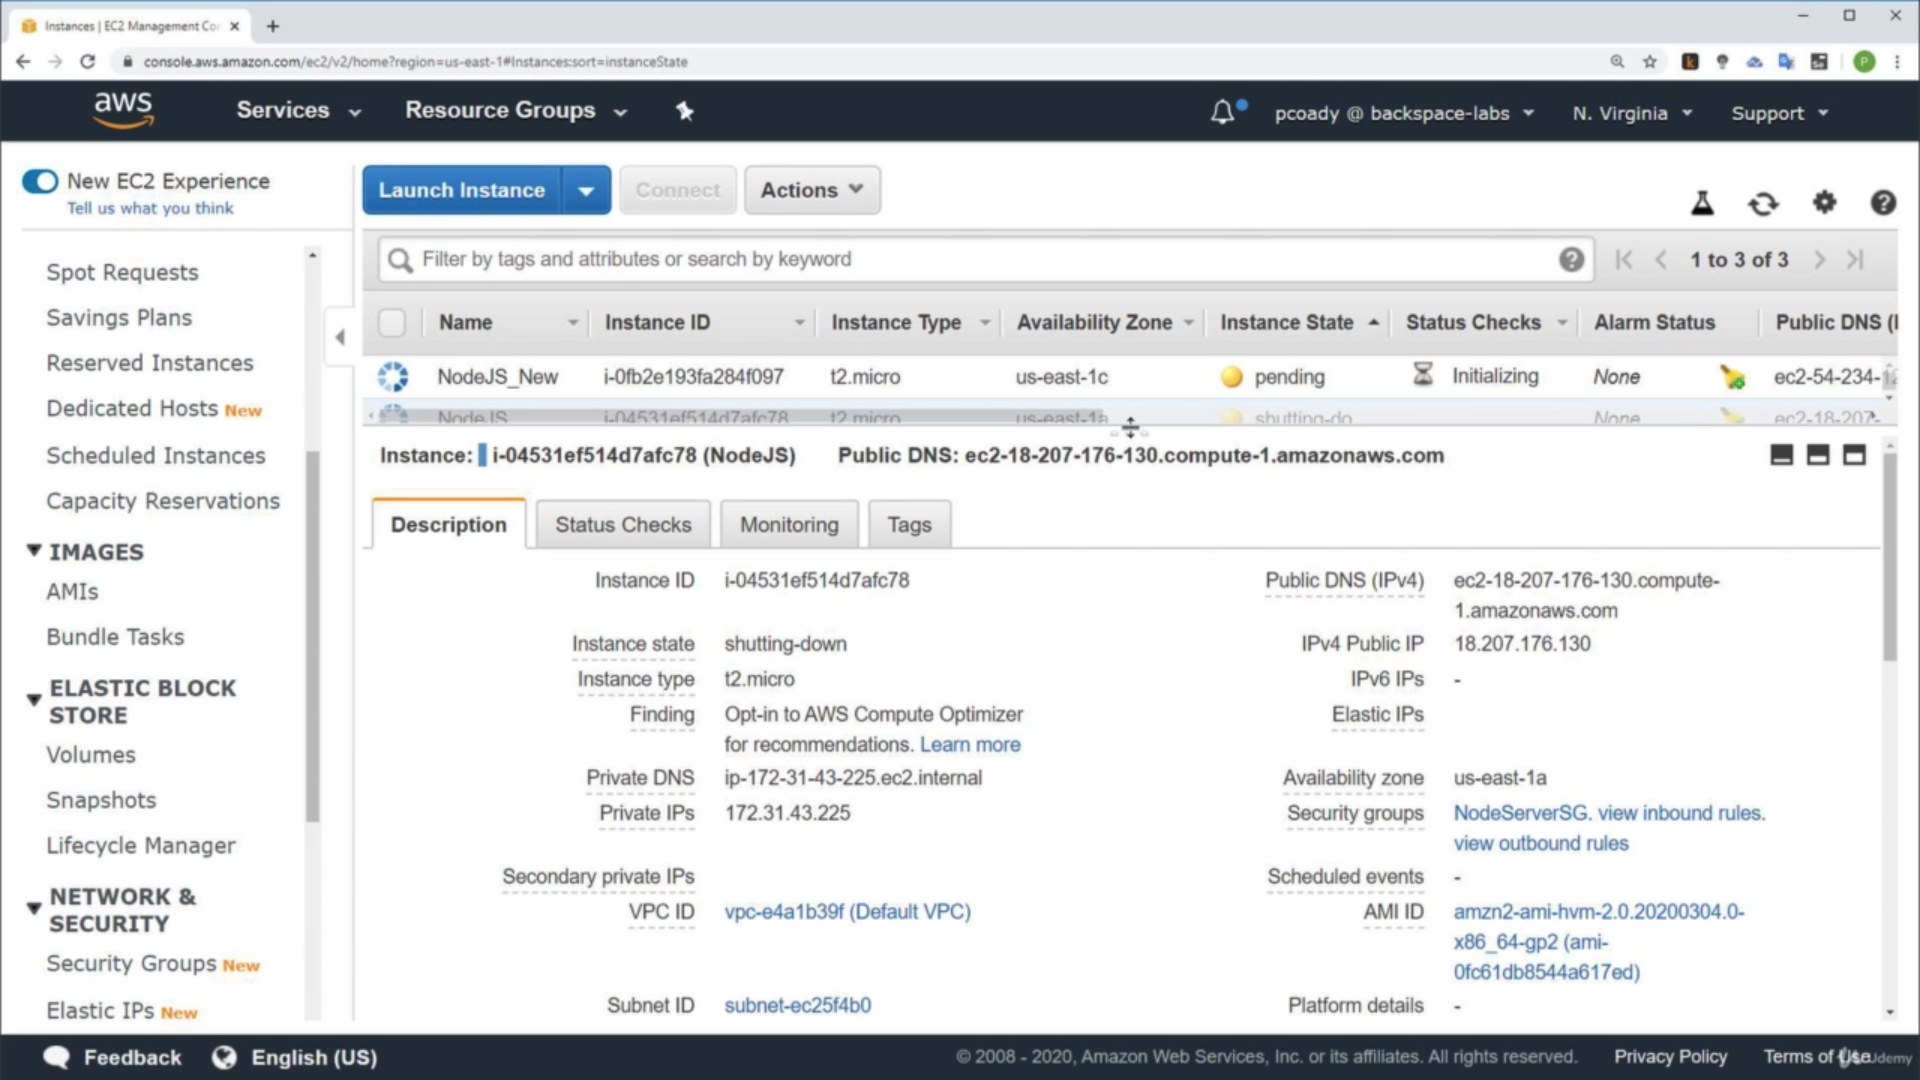 Instances | EC2 Management Co
console.aws.amazon.com/ec2/v2/home?region=us-east-1#Instances:sort=instanceState
aws
Services
Resource Groups
pcoady @ backspace-labs
N. Virginia
Support
New EC2 Experience
Tell us what you think
Launch Instance
Connect
Actions
Filter by tags and attributes or search by keyword
1 to 3 of 3
Name
Instance ID
Instance Type
Availability Zone
Instance State
Status Checks
Alarm Status
Public DNS (I
NodeJS_New
i-0fb2e193fa284f097
t2.micro
us-east-1c
pending
Initializing
None
ec2-54-234-
NodeJS
i-04531ef514d7afc78
t2.micro
us-east-1a
shutting-do
None
ec2-18-207-
Spot Requests
Savings Plans
Reserved Instances
Dedicated Hosts New
Scheduled Instances
Capacity Reservations
IMAGES
AMIs
Bundle Tasks
ELASTIC BLOCK
STORE
Volumes
Snapshots
Lifecycle Manager
NETWORK &
SECURITY
Security Groups New
Elastic IPs New
Instance: i-04531ef514d7afc78 (NodeJS)
Public DNS: ec2-18-207-176-130.compute-1.amazonaws.com
Description
Status Checks
Monitoring
Tags
Instance ID i-04531ef514d7afc78
Instance state shutting-down
Instance type t2.micro
Finding Opt-in to AWS Compute Optimizer
for recommendations. Learn more
Private DNS ip-172-31-43-225.ec2.internal
Private IPs 172.31.43.225
Secondary private IPs
VPC ID vpc-e4a1b39f (Default VPC)
Subnet ID subnet-ec25f4b0
Public DNS (IPv4) ec2-18-207-176-130.compute-
1.amazonaws.com
IPv4 Public IP 18.207.176.130
IPv6 IPs -
Elastic IPs
Availability zone us-east-1a
Security groups NodeServerSG. view inbound rules.
view outbound rules
Scheduled events -
AMI ID amzn2-ami-hvm-2.0.20200304.0-
x86_64-gp2 (ami-
0fc61db8544a617ed)
Platform details -
Feedback
English (US)
© 2008 - 2020, Amazon Web Services, Inc. or its affiliates. All rights reserved.
Privacy Policy
Terms of Use
Udemy